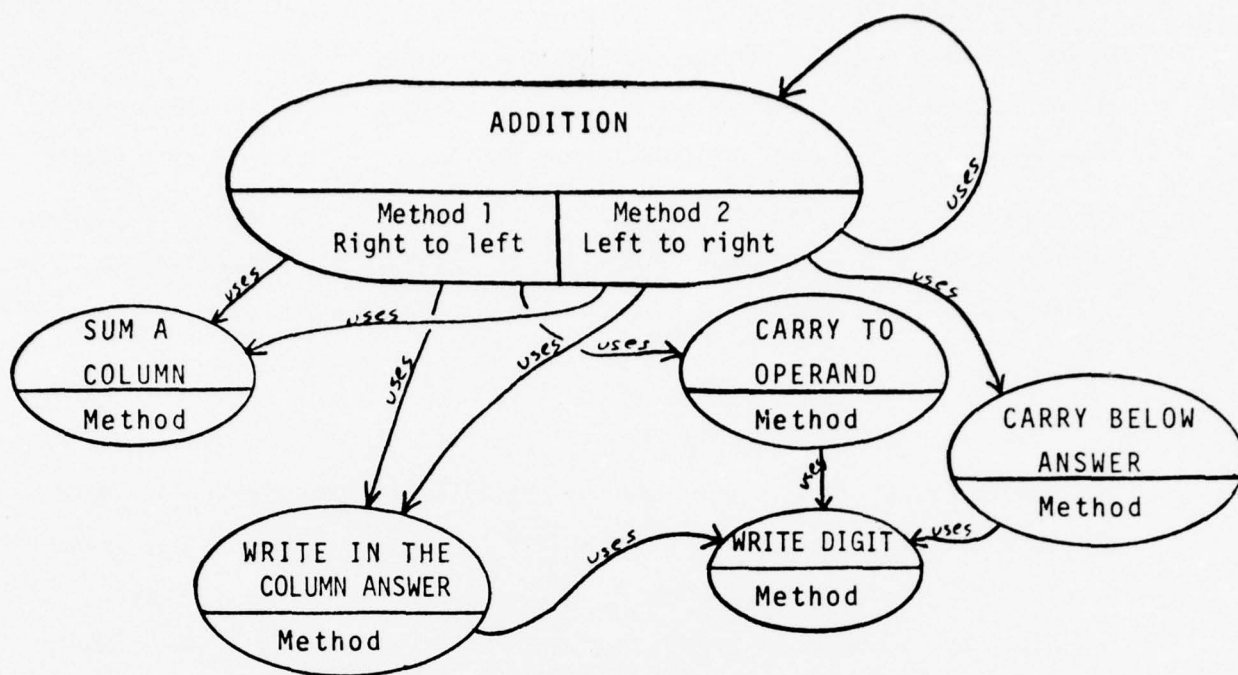 ADDITION
uses
Method 1
Right to left
Method 2
Left to right
uses
uses
uses
SUM A
COLUMN
Method
uses
uses
uses
CARRY TO
OPERAND
Method
CARRY BELOW
ANSWER
Method
uses
uses
uses
WRITE IN THE
COLUMN ANSWER
Method
WRITE DIGIT
Method